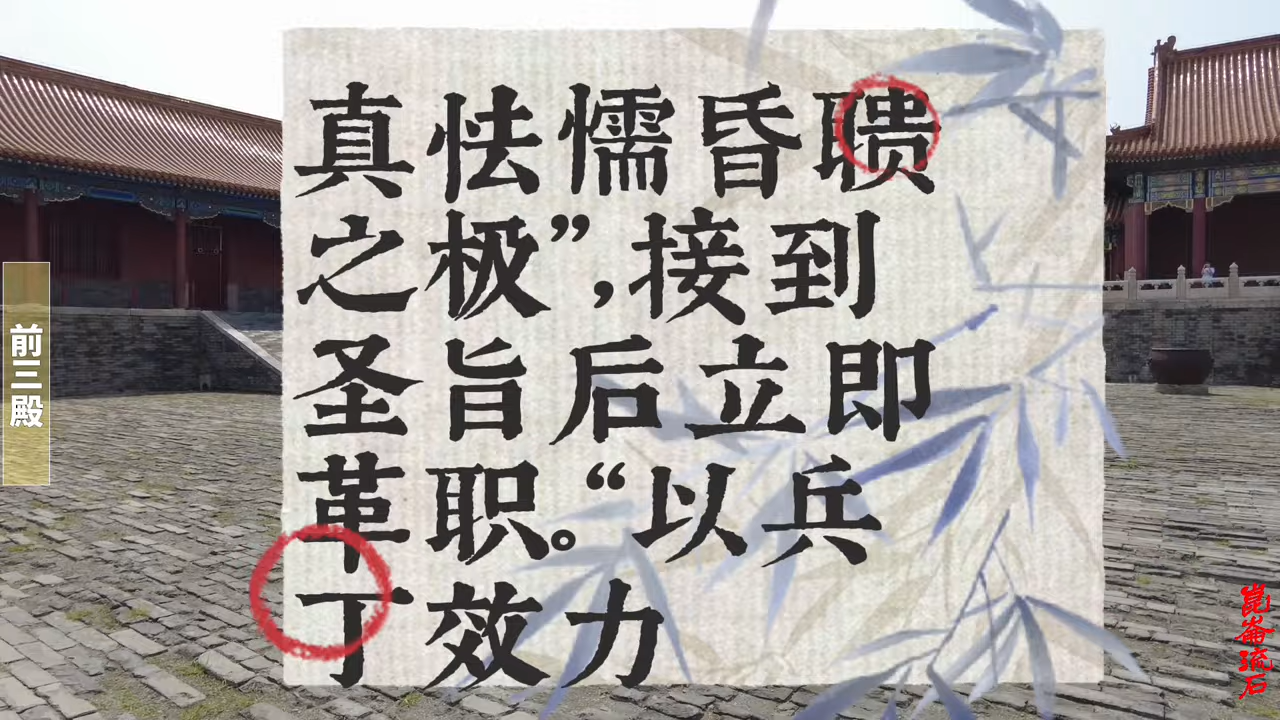 真怯懦昏聩
之极”,接到
圣旨后立即
革职。“以兵
丁效力
前三殿
崑崙琉石